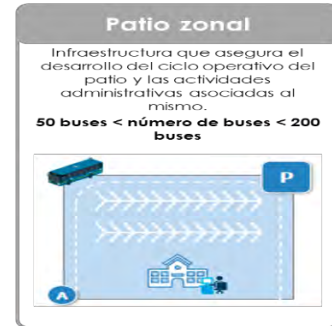 Patio zonal
Infraestructura que asegura el
desarrollo del ciclo operativo del
patio y las actividades
administrativas asociadas al
mismo.
50 buses < número de buses < 200
buses
P
A